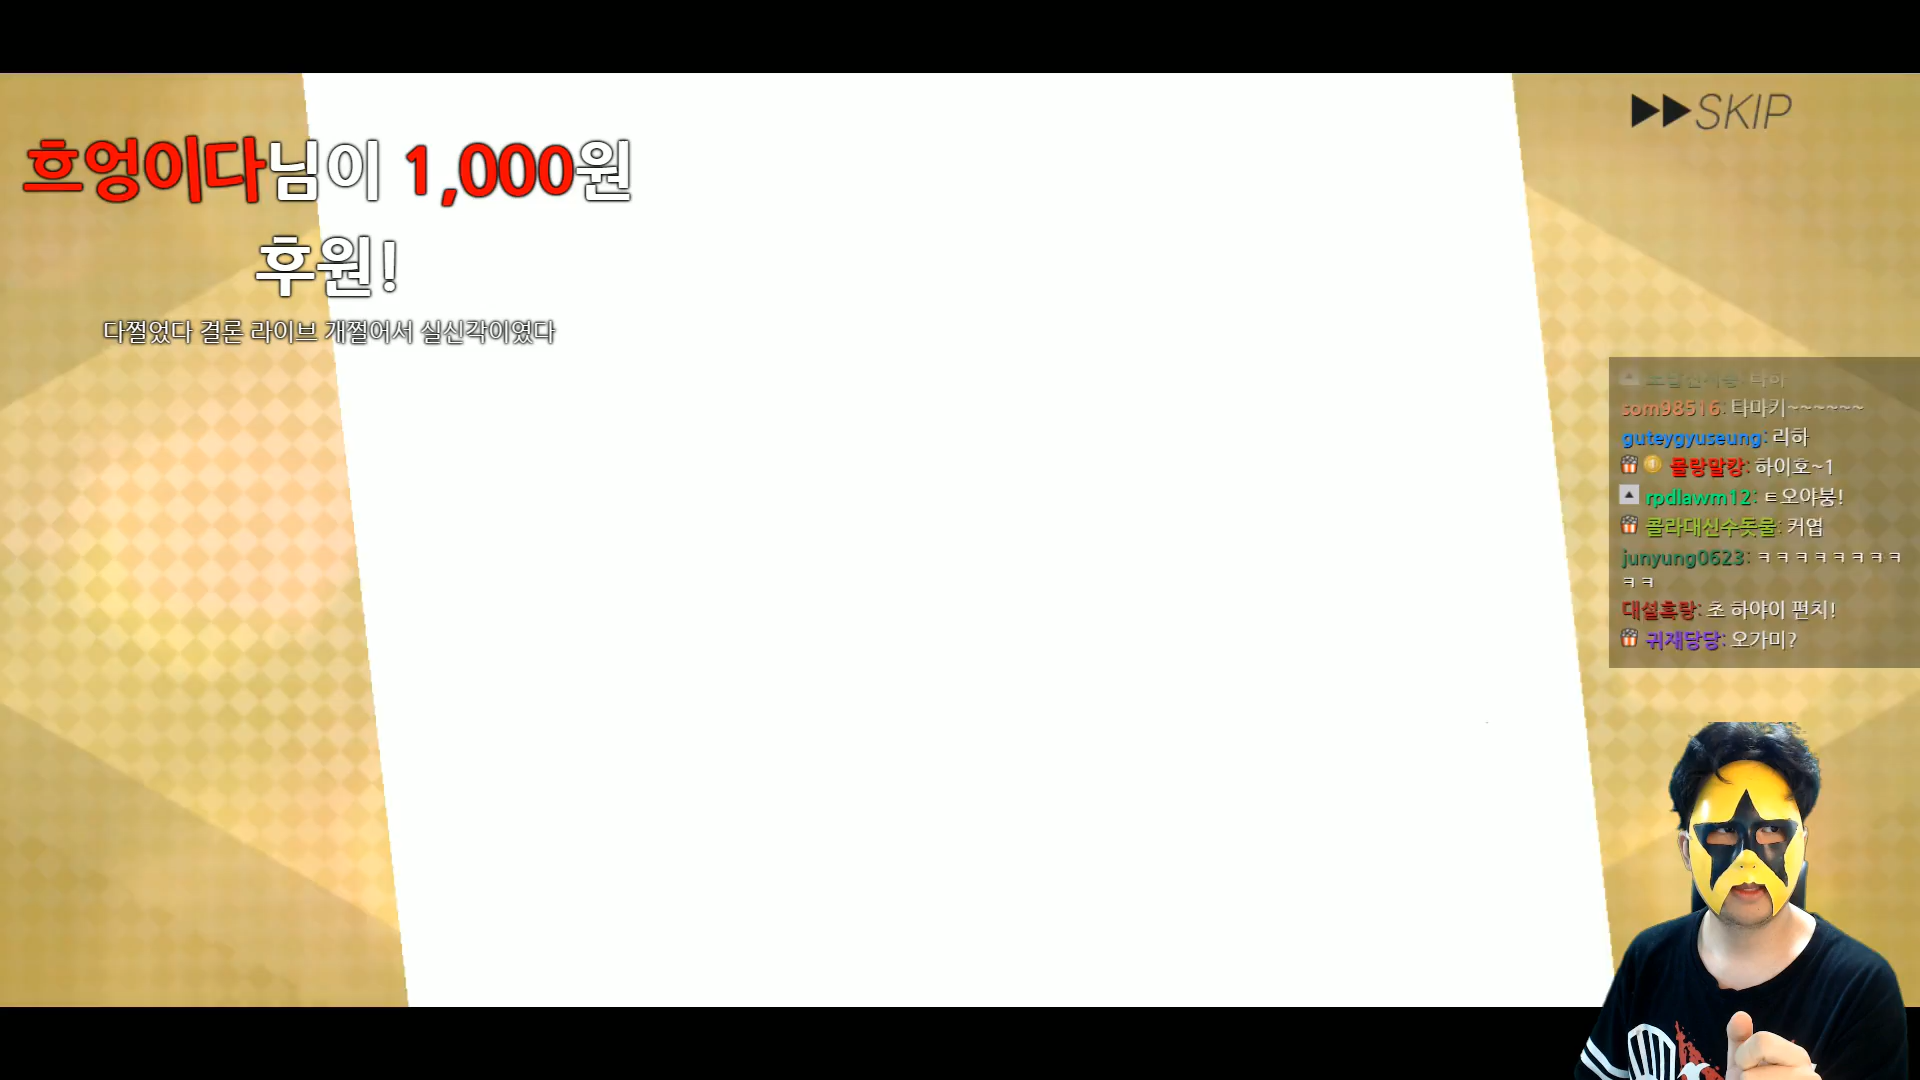 SKIP
흐엉이다님이 1,000원
후원!
다쩔었다 결론 라이브 개쩔어서 실신각이였다
som98516: 타마키~~~~~~
guteygyuseung: 리하
몰랑말캉: 하이호~1
rpdlawm12: ㅌ오야붕!
콜라대신수돗물: 커엽
junyung0623: ㅋㅋㅋㅋㅋㅋㅋㅋ
ㅋㅋ
대설흑랑: 초 하야이 펀치!
귀재당당: 오가미?